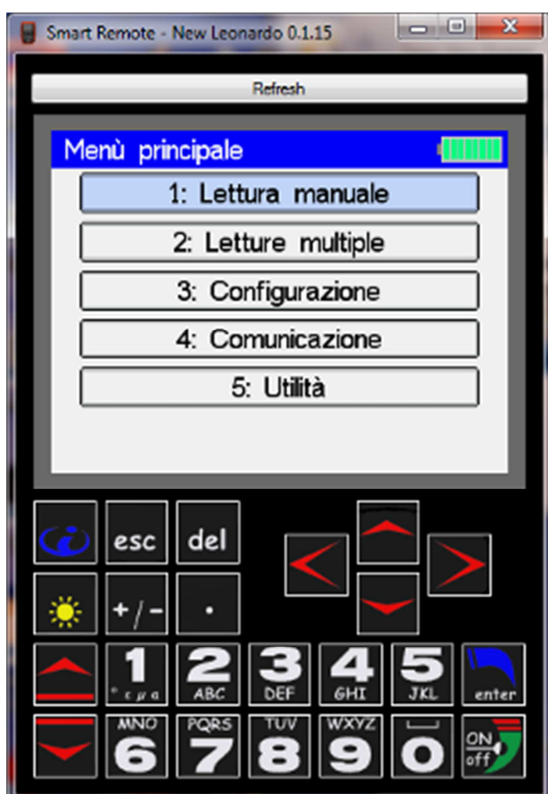 Smart Remote - New Leonardo 0.1.15
Refresh
Menù principale
1: Lettura manuale
2: Letture multiple
3: Configurazione
4: Comunicazione
5: Utilità
esc del
+/- .
1 2 3 4 5
° ε μ α ABC DEF GHI JKL enter
MNO PQRS TUV WXYZ
6 7 8 9 0 ON
off